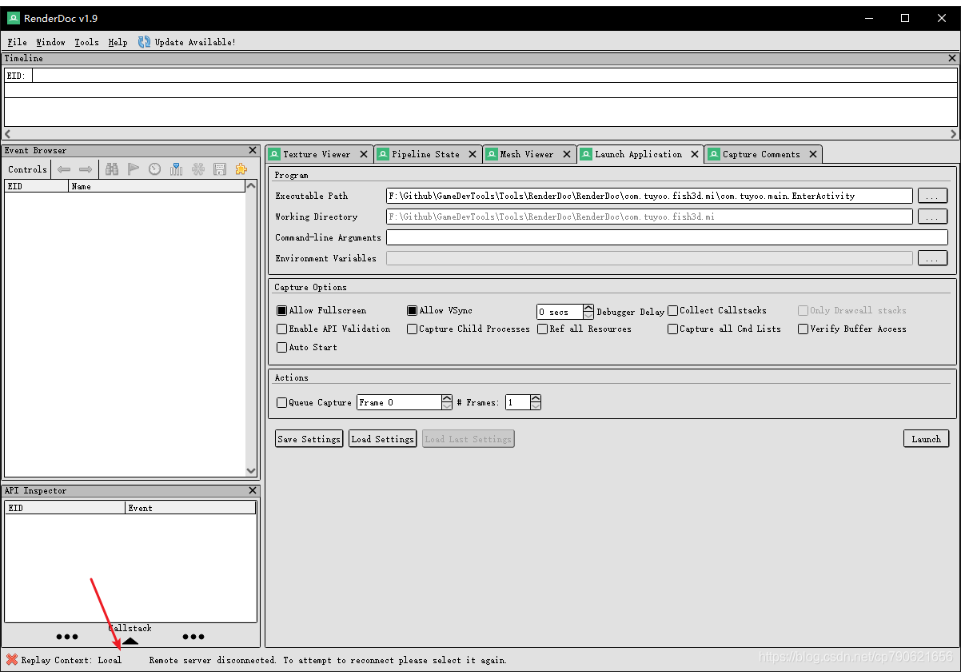 RenderDoc v1.9
File Window Tools Help Update Available!
Timeline
EID:
Event Browser
Controls
EID Name
Texture Viewer Pipeline State Mesh Viewer Launch Application Capture Comments
Program
Executable Path F:\Github\GameDevTools\Tools\RenderDoc\RenderDoc\com.tuyoo.fish3d.mi\com.tuyoo.main.EnterActivity ...
Working Directory F:\Github\GameDevTools\Tools\RenderDoc\RenderDoc\com.tuyoo.fish3d.mi ...
Command-line Arguments
Environment Variables ...
Capture Options
Allow Fullscreen Allow VSync 0 secs Debugger Delay Collect Callstacks Only Drawcall stacks
Enable API Validation Capture Child Processes Ref all Resources Capture all Cmd Lists Verify Buffer Access
Auto Start
Actions
Queue Capture Frame 0 # Frames: 1
Save Settings Load Settings Load Last Settings Launch
API Inspector
EID Event
Callstack
Replay Context: Local Remote server disconnected. To attempt to reconnect please select it again.
https://blog.csdn.net/cp790621656